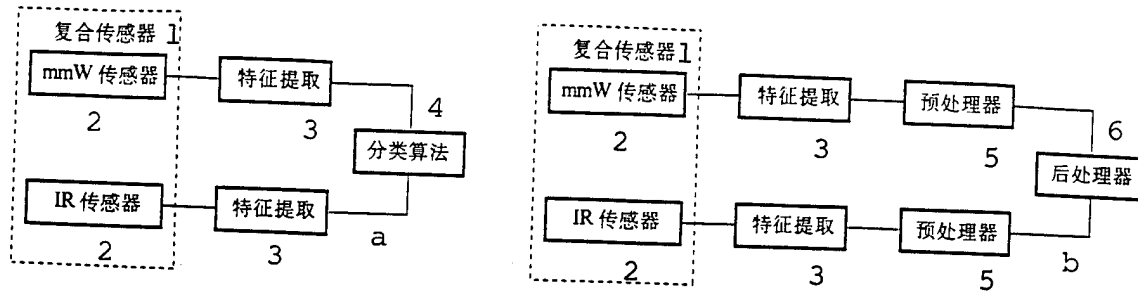 复合传感器 1
mmW 传感器
2
特征提取
3
4
分类算法
IR 传感器
2
特征提取
3
a
复合传感器 1
mmW 传感器
2
特征提取
3
预处理器
5
6
后处理器
IR 传感器
2
特征提取
3
预处理器
5
b